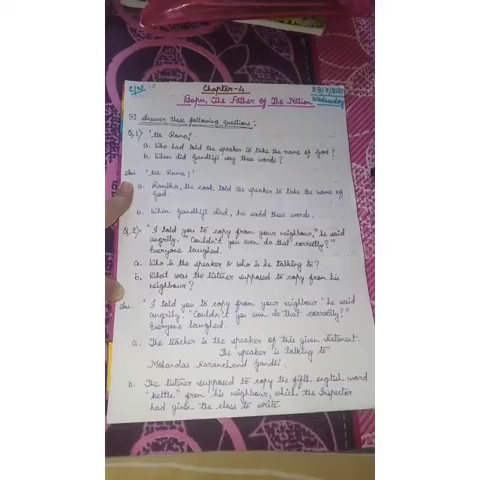 C/W
Chapter-4
29/7/2020
Bapu, The Father of The Nation
Wednesday
Answer these following questions:
Q.1) "He Rama!
a. Who had told the speaker to take the name of God?
b. When did Gandhiji say these words?
Ans. "He Rama!"
a. Rambha, the cook told the speaker to take the name of
God.
b. When Gandhiji died, he said these words.
Q.2) "I told you to copy from your neighbour," he said
angrily. "Couldn't you even do that correctly?"
Everyone laughed.
a. Who is the speaker & who is he talking to?
b. What was the listener supposed to copy from his
neighbour?
Ans. "I told you to copy from your neighbour." he said
angrily. "Couldn't you even do that correctly?"
Everyone laughed.
a. The teacher is the speaker of this given statement.
The speaker is talking to
Mohandas Karamchand Gandhi.
b. The listner supposed to copy the fifth english word
"kettle" from his neighbour, which the Inspector
had given the class to write.